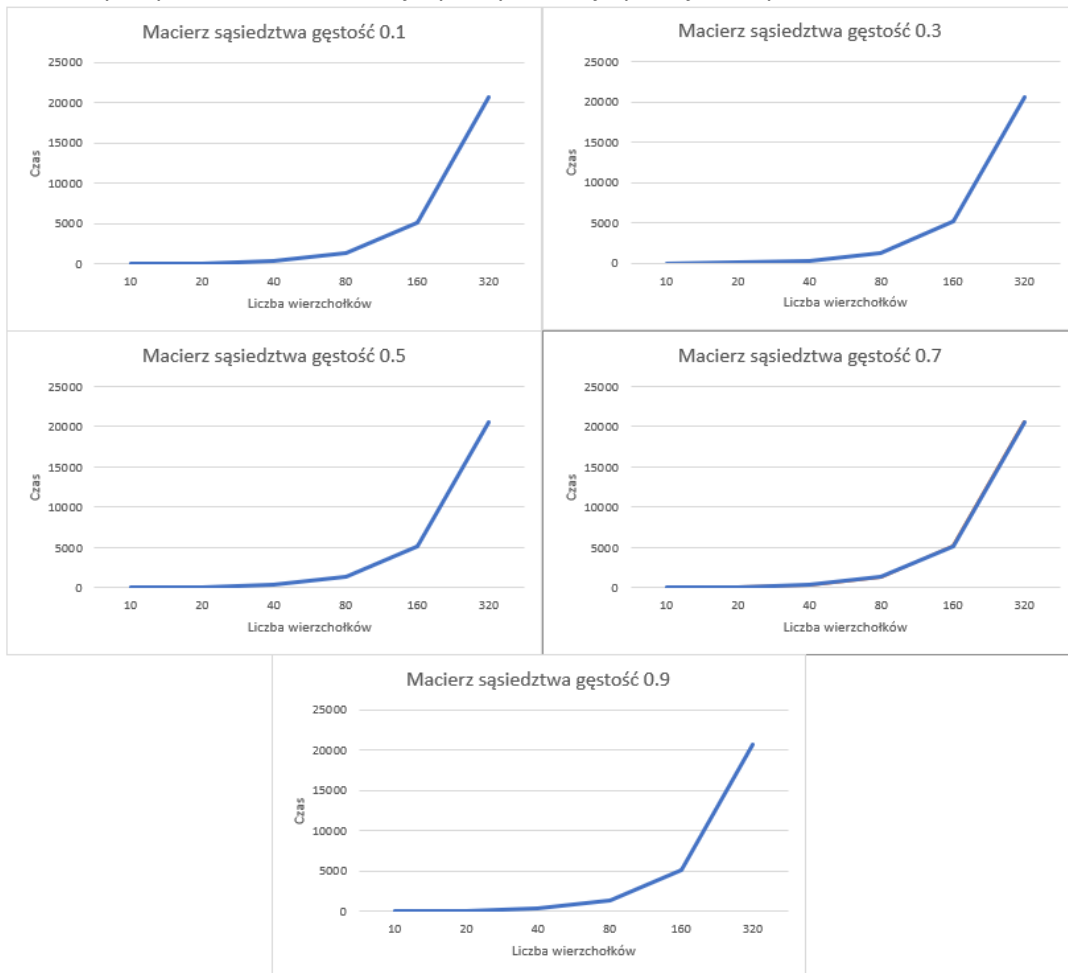 Macierz sąsiedztwa gęstość 0.1
25000
20000
15000
10000
5000
0
Czas
10 20 40 80 160 320
Liczba wierzchołków
Macierz sąsiedztwa gęstość 0.3
25000
20000
15000
10000
5000
0
Czas
10 20 40 80 160 320
Liczba wierzchołków
Macierz sąsiedztwa gęstość 0.5
25000
20000
15000
10000
5000
0
Czas
10 20 40 80 160 320
Liczba wierzchołków
Macierz sąsiedztwa gęstość 0.7
25000
20000
15000
10000
5000
0
Czas
10 20 40 80 160 320
Liczba wierzchołków
Macierz sąsiedztwa gęstość 0.9
25000
20000
15000
10000
5000
0
Czas
10 20 40 80 160 320
Liczba wierzchołków